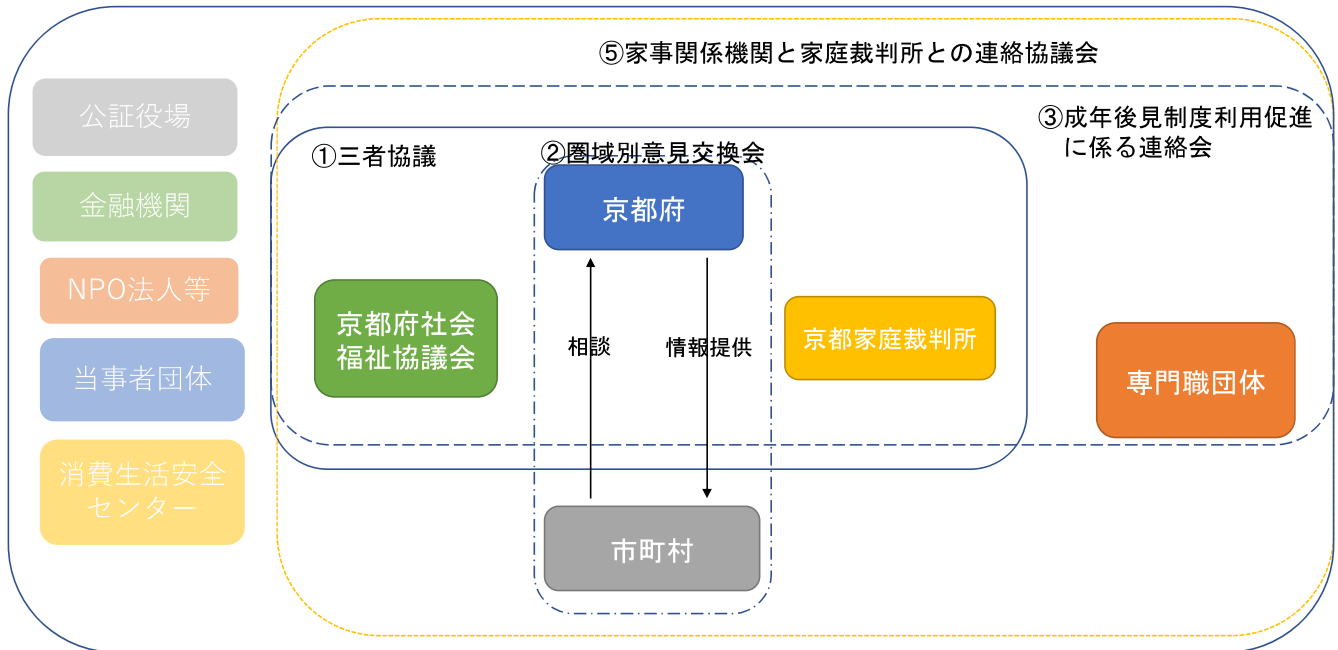 ⑤家事関係機関と家庭裁判所との連絡協議会
③成年後見制度利用促進
に係る連絡会
①三者協議
②圏域別意見交換会
公証役場
金融機関
NPO法人等
当事者団体
消費生活安全
センター
京都府
京都府社会
福祉協議会
相談
情報提供
京都家庭裁判所
専門職団体
市町村